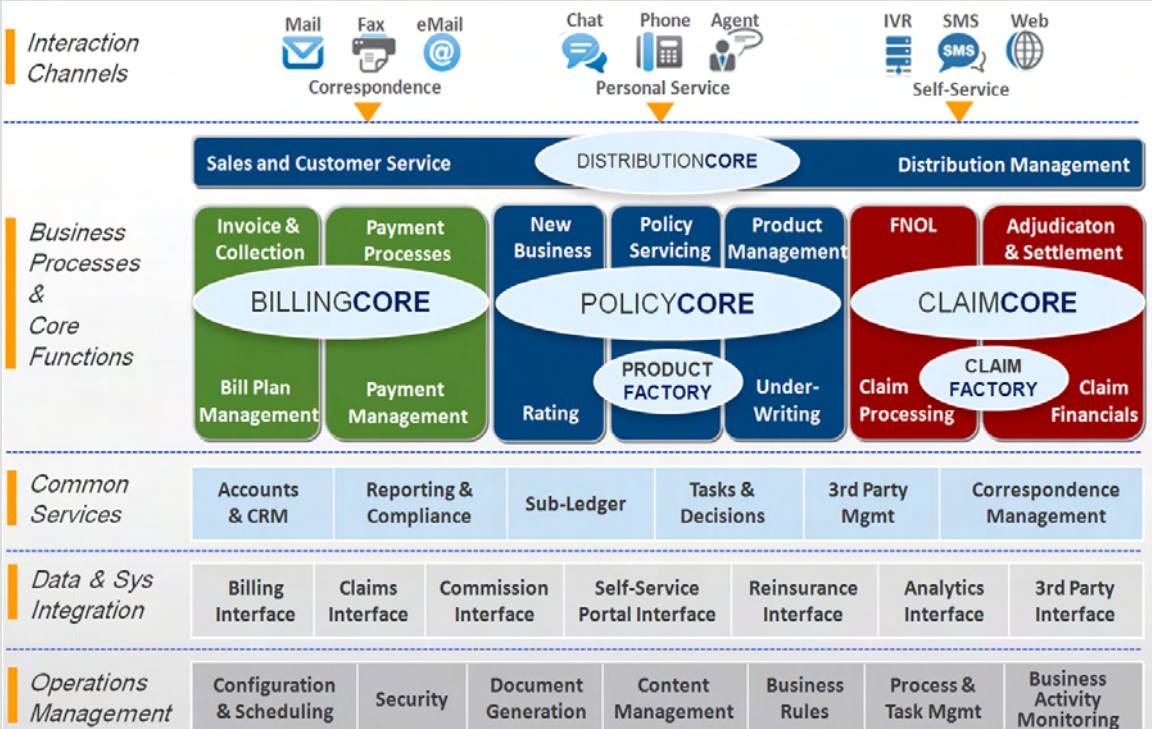 Interaction
Channels
Mail
Fax
eMail
Correspondence
Chat
Phone
Agent
Personal Service
IVR
SMS
Web
SMS
Self-Service
Business
Processes
&
Core
Functions
Sales and Customer Service
DISTRIBUTIONCORE
Distribution Management
Invoice &
Collection
Payment
Processes
BILLINGCORE
Bill Plan
Management
Payment
Management
New
Business
Policy
Servicing
Product
Management
POLICYCORE
PRODUCT
FACTORY
Rating
Under-
Writing
FNOL
Adjudicaton
& Settlement
CLAIMCORE
CLAIM
FACTORY
Claim
Processing
Claim
Financials
Common
Services
Accounts
& CRM
Reporting &
Compliance
Sub-Ledger
Tasks &
Decisions
3rd Party
Mgmt
Correspondence
Management
Data & Sys
Integration
Billing
Interface
Claims
Interface
Commission
Interface
Self-Service
Portal Interface
Reinsurance
Interface
Analytics
Interface
3rd Party
Interface
Operations
Management
Configuration
& Scheduling
Security
Document
Generation
Content
Management
Business
Rules
Process &
Task Mgmt
Business
Activity
Monitoring